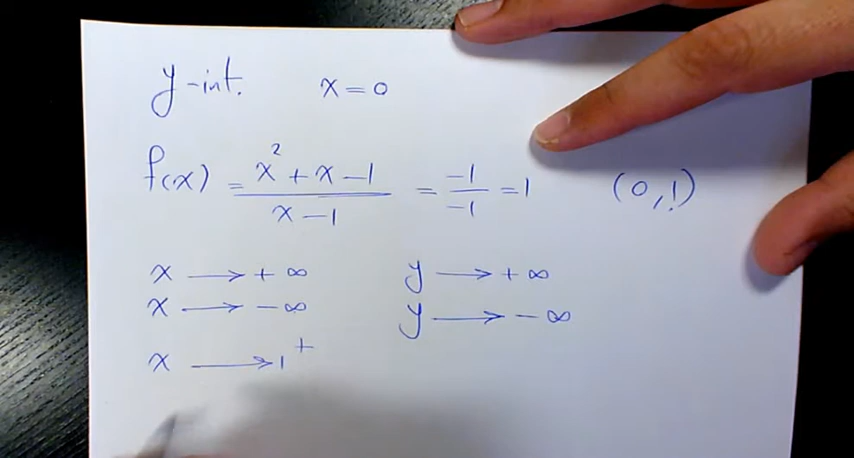 y-int. x = 0
f(x) = (x² + x - 1)/(x - 1) = -1/-1 = 1 (0, 1)
x → + ∞ y → + ∞
x → - ∞ y → - ∞
x → 1⁺